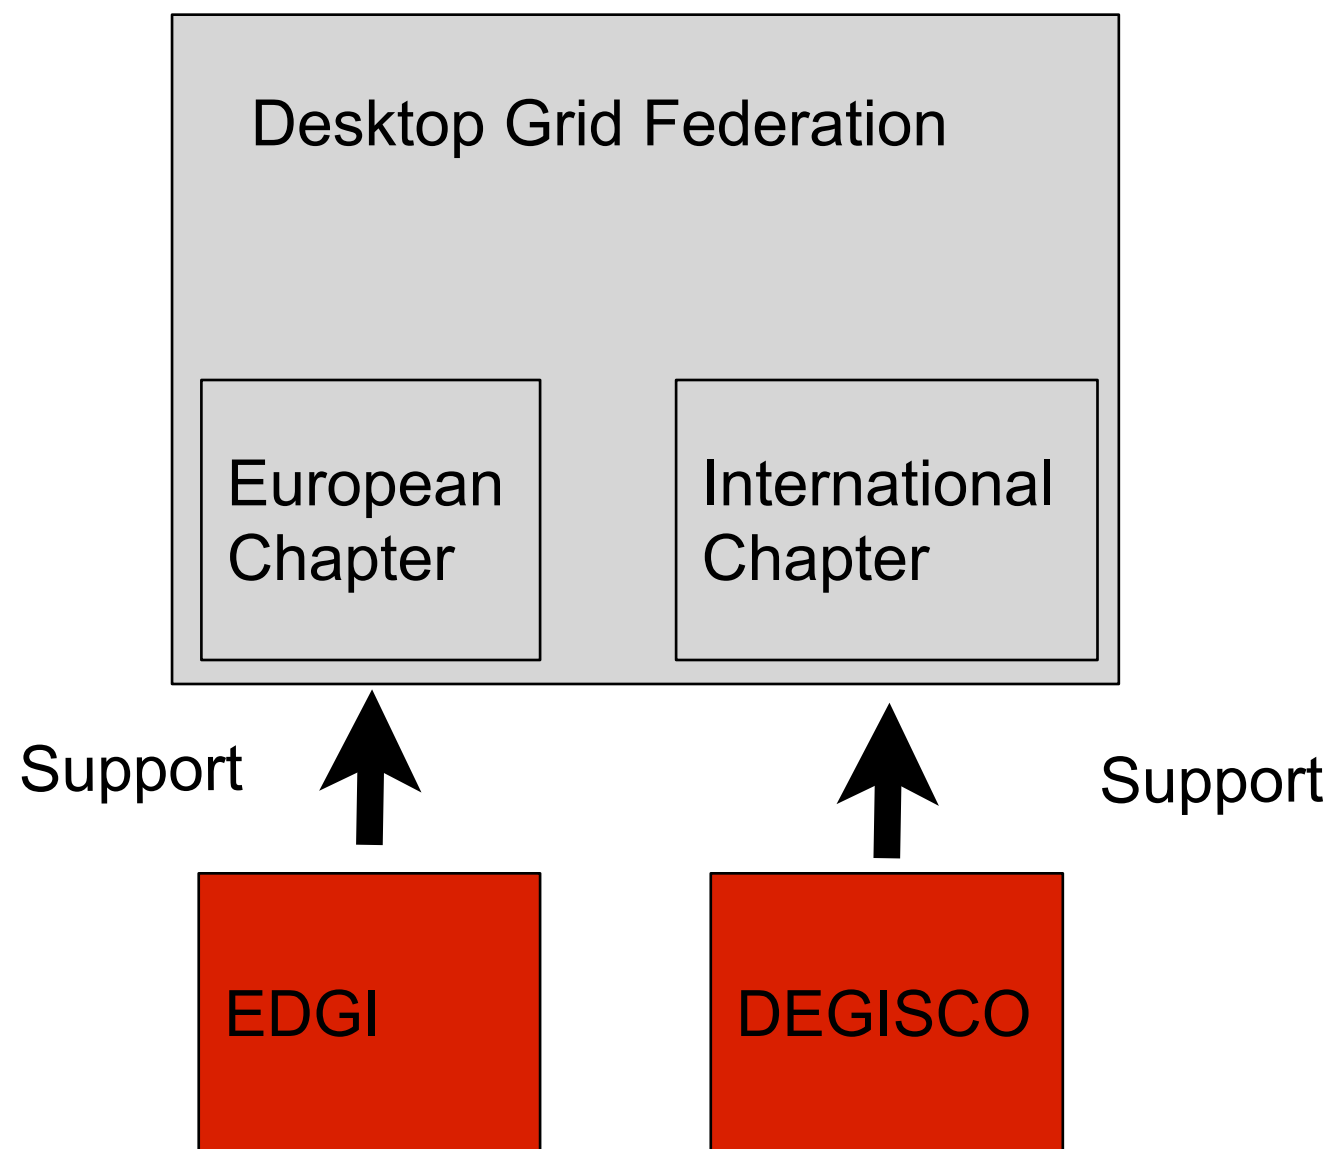 Desktop Grid Federation
European
Chapter
International
Chapter
Support
Support
EDGI
DEGISCO